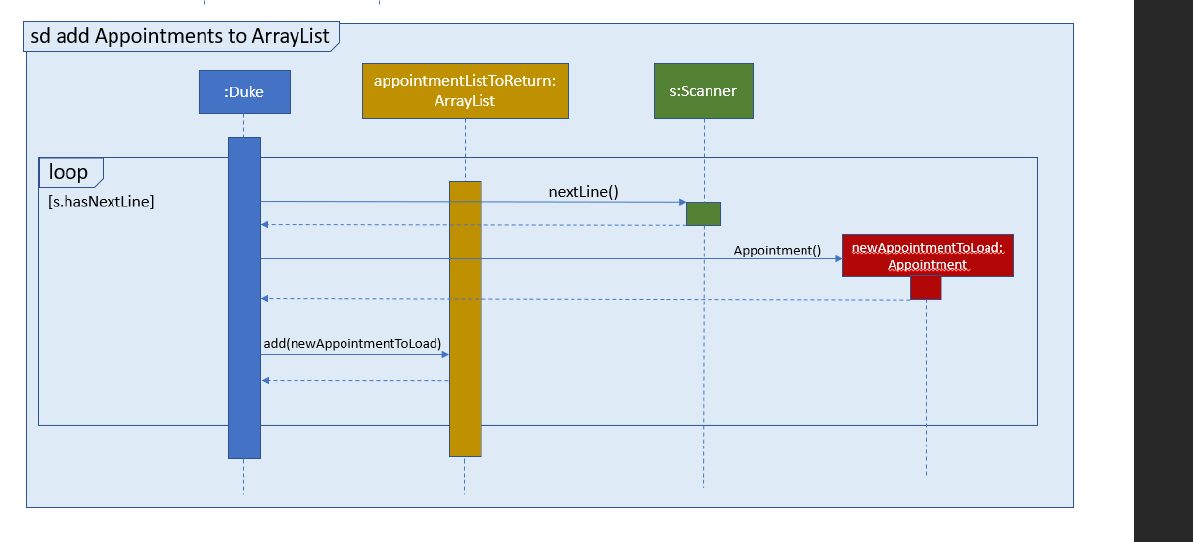 sd add Appointments to ArrayList
:Duke
appointmentListToReturn:
ArrayList
s:Scanner
loop
[s.hasNextLine]
nextLine()
Appointment()
newAppointmentToLoad:
Appointment
add(newAppointmentToLoad)